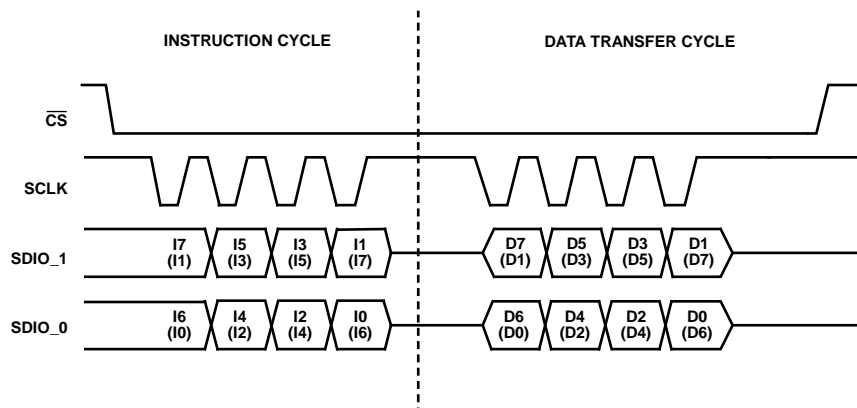 INSTRUCTION CYCLE
DATA TRANSFER CYCLE
CS
SCLK
SDIO_1
I7 I5 I3 I1 D7 D5 D3 D1
(I1) (I3) (I5) (I7) (D1) (D3) (D5) (D7)
SDIO_0
I6 I4 I2 I0 D6 D4 D2 D0
(I0) (I2) (I4) (I6) (D0) (D2) (D4) (D6)